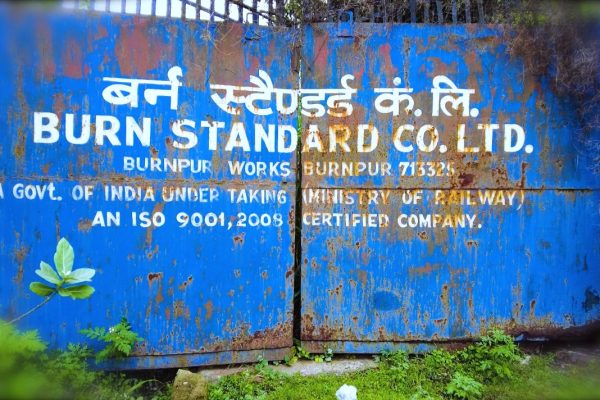 बर्न स्टैण्डर्ड कं. लि.
BURN STANDARD CO. LTD.
BURNPUR WORKS BURNPUR 713325
A GOVT. OF INDIA UNDER TAKING (MINISTRY OF RAILWAY)
AN ISO 9001,2008 CERTIFIED COMPANY.